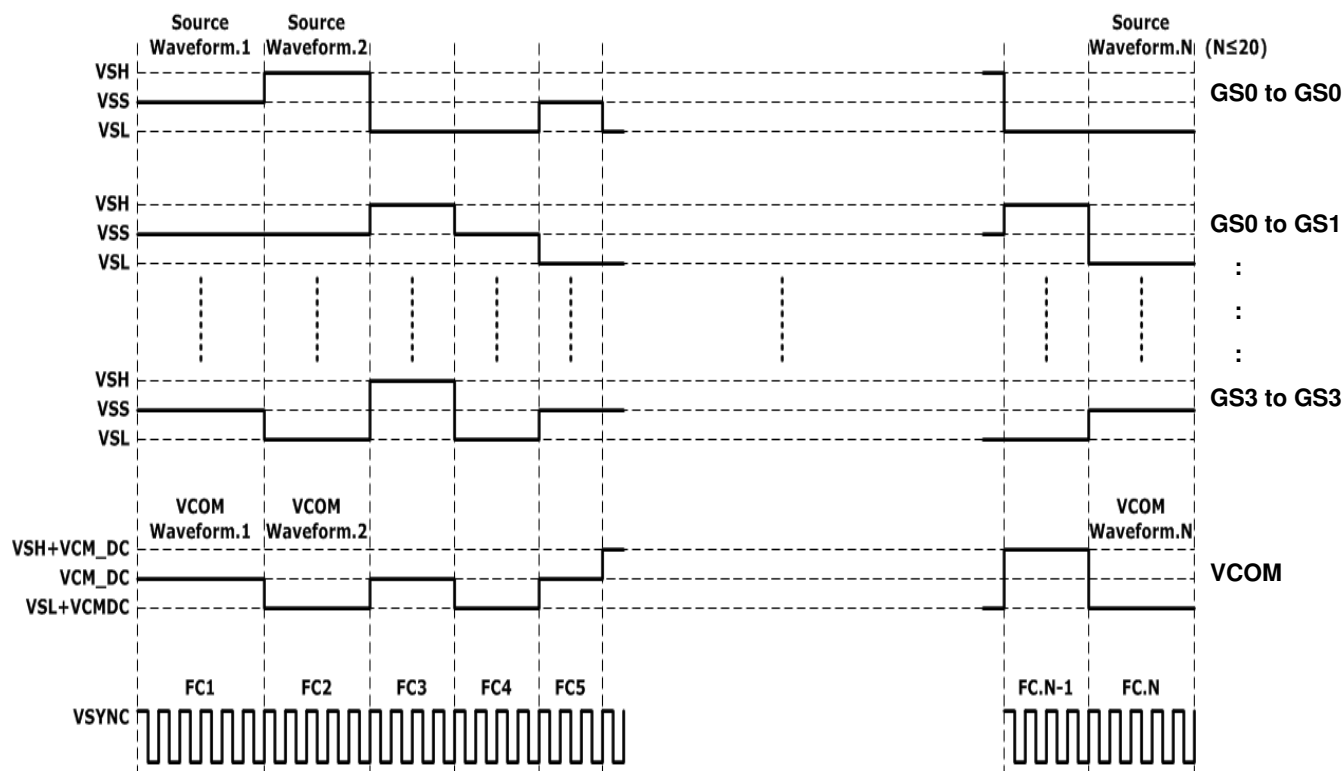 Source Waveform.1
Source Waveform.2
Source Waveform.N (N≤20)
VSH
VSS
VSL
GS0 to GS0
VSH
VSS
VSL
GS0 to GS1
:
:
:
VSH
VSS
VSL
GS3 to GS3
VCOM Waveform.1
VCOM Waveform.2
VCOM Waveform.N
VSH+VCM_DC
VCM_DC
VSL+VCMDC
VCOM
FC1 FC2 FC3 FC4 FC5 FC.N-1 FC.N
VSYNC